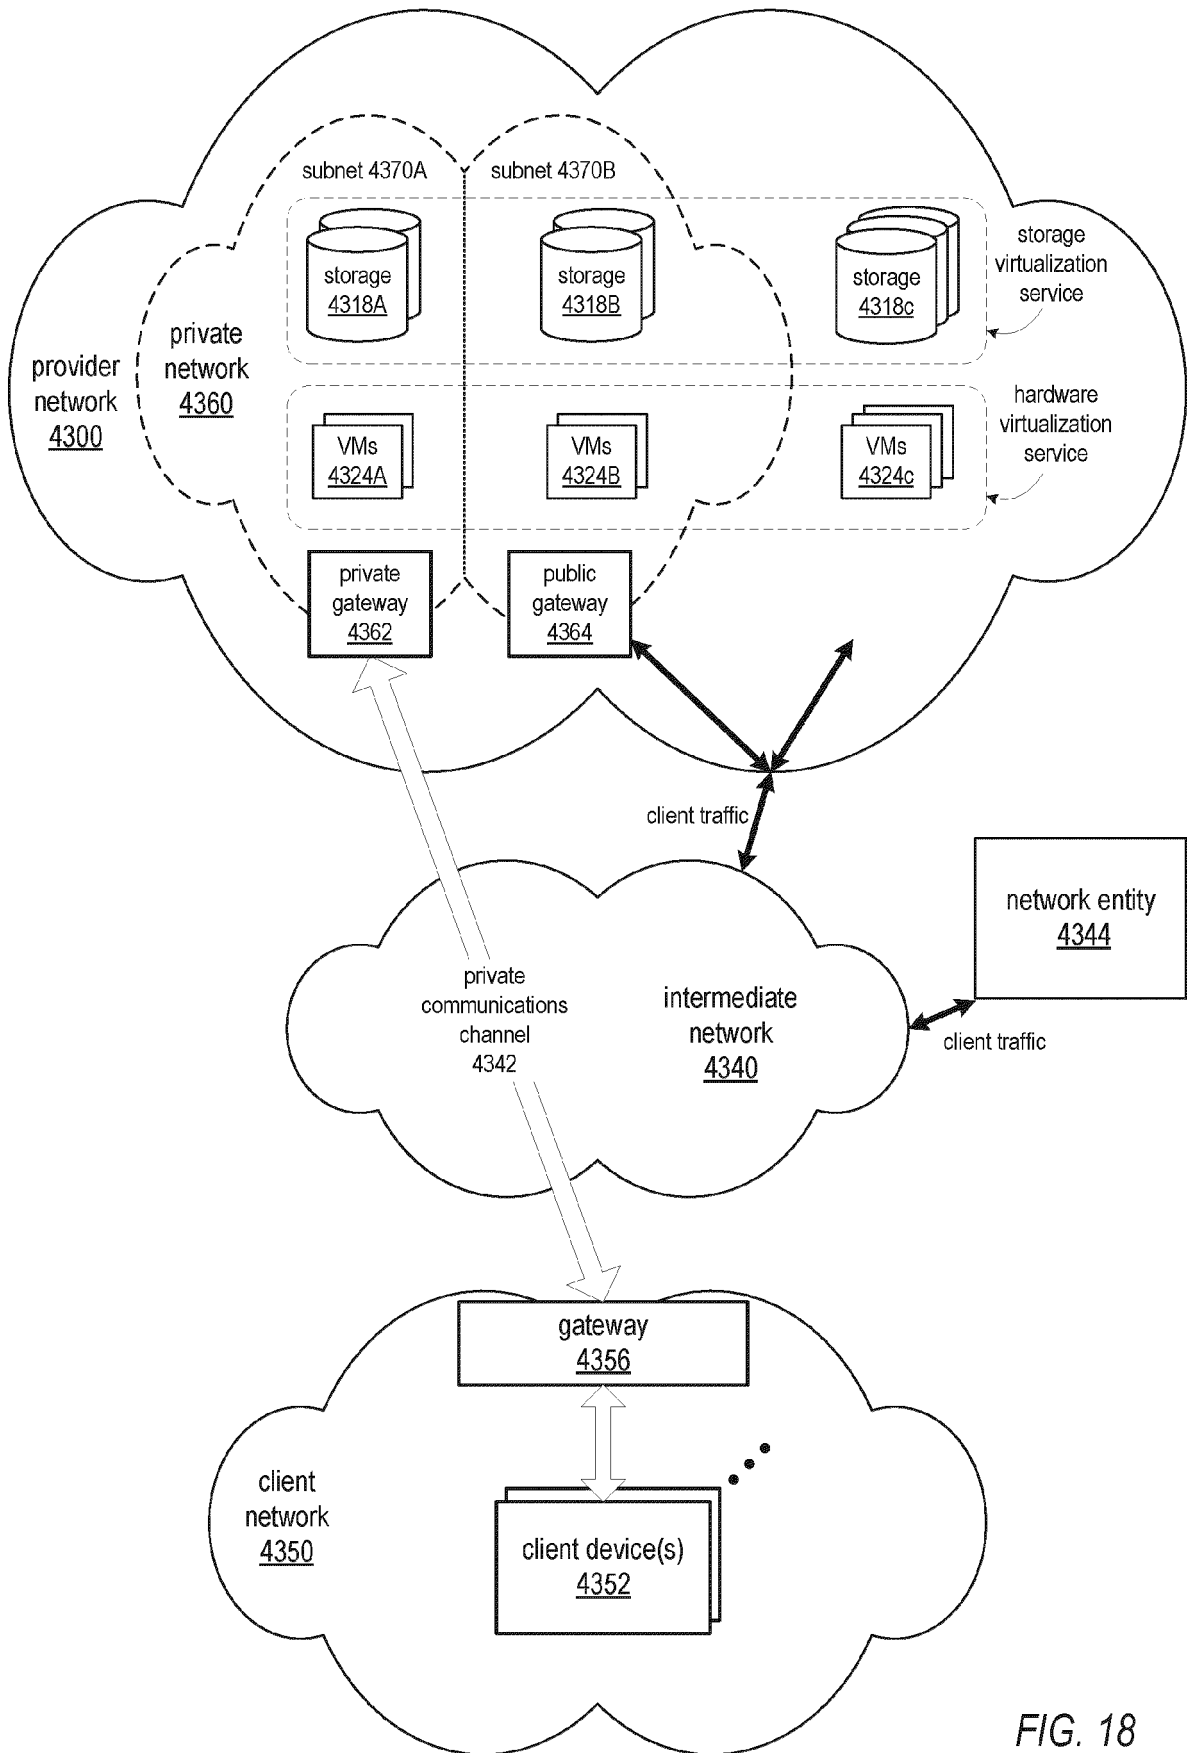 subnet 4370A
subnet 4370B
storage
4318A
storage
4318B
storage
4318c
storage
virtualization
service
private
network
4360
provider
network
4300
VMs
4324A
VMs
4324B
VMs
4324c
hardware
virtualization
service
private
gateway
4362
public
gateway
4364
client traffic
network entity
4344
private
communications
channel
4342
intermediate
network
4340
client traffic
gateway
4356
client
network
4350
client device(s)
4352
FIG. 18